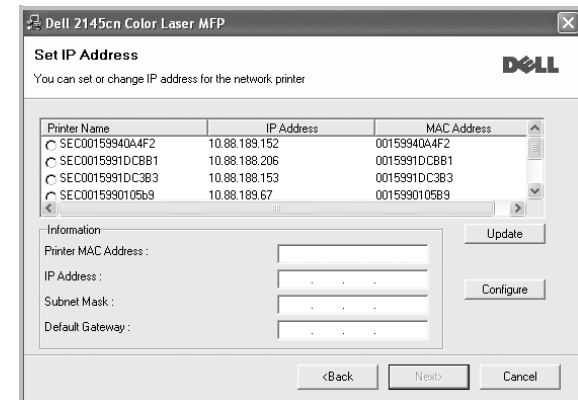 Dell 2145cn Color Laser MFP
Set IP Address
You can set or change IP address for the network printer
DELL
Printer Name IP Address MAC Address
SEC00159940A4F2 10.88.189.152 00159940A4F2
SEC0015991DCBB1 10.88.188.206 0015991DCBB1
SEC0015991DC3B3 10.88.188.153 0015991DC3B3
SEC0015990105b9 10.88.189.67 0015990105B9
Information
Update
Printer MAC Address :
IP Address :
Configure
Subnet Mask :
Default Gateway :
<Back Next> Cancel